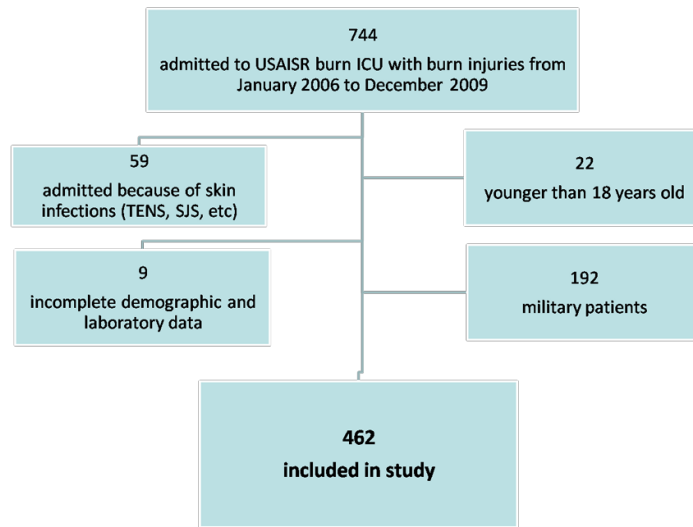 744
admitted to USAISR burn ICU with burn injuries from
January 2006 to December 2009
59
admitted because of skin
infections (TENS, SJS, etc)
22
younger than 18 years old
9
incomplete demographic and
laboratory data
192
military patients
462
included in study